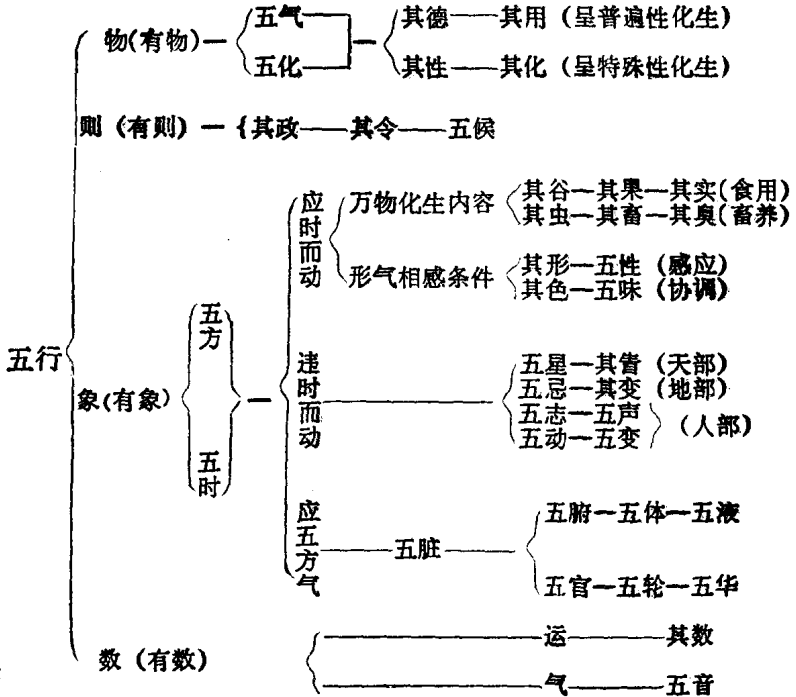 物(有物)—五气 其德——其用(呈普遍性化生)
五化 其性——其化(呈特殊性化生)
则(有则)—{其政——其令——五候
应时而动 万物化生内容 其谷—其果—其实(食用)
其虫—其畜—其臭(畜养)
形气相感条件 其形—五性(感应)
其色—五味(协调)
五行
象(有象) 五方 五时 —
违时而动 五星—其眚(天部)
五忌—其变(地部)
五志—五声
五动—五变 (人部)
应五方气——五脏—— 五腑—五体—五液
五官—五轮—五华
数(有数) 运——其数
气——五音